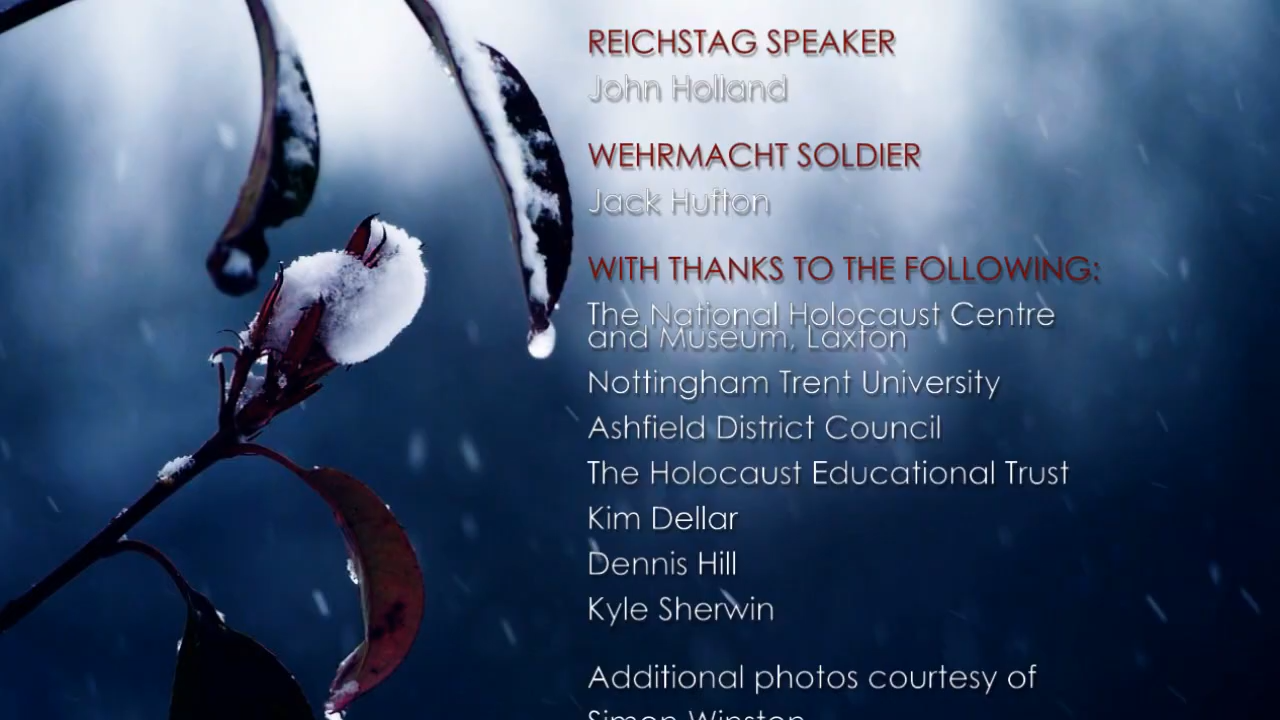 REICHSTAG SPEAKER
John Holland
WEHRMACHT SOLDIER
Jack Hufton
WITH THANKS TO THE FOLLOWING:
The National Holocaust Centre
and Museum, Laxton
Nottingham Trent University
Ashfield District Council
The Holocaust Educational Trust
Kim Dellar
Dennis Hill
Kyle Sherwin
Additional photos courtesy of
Simon Winston